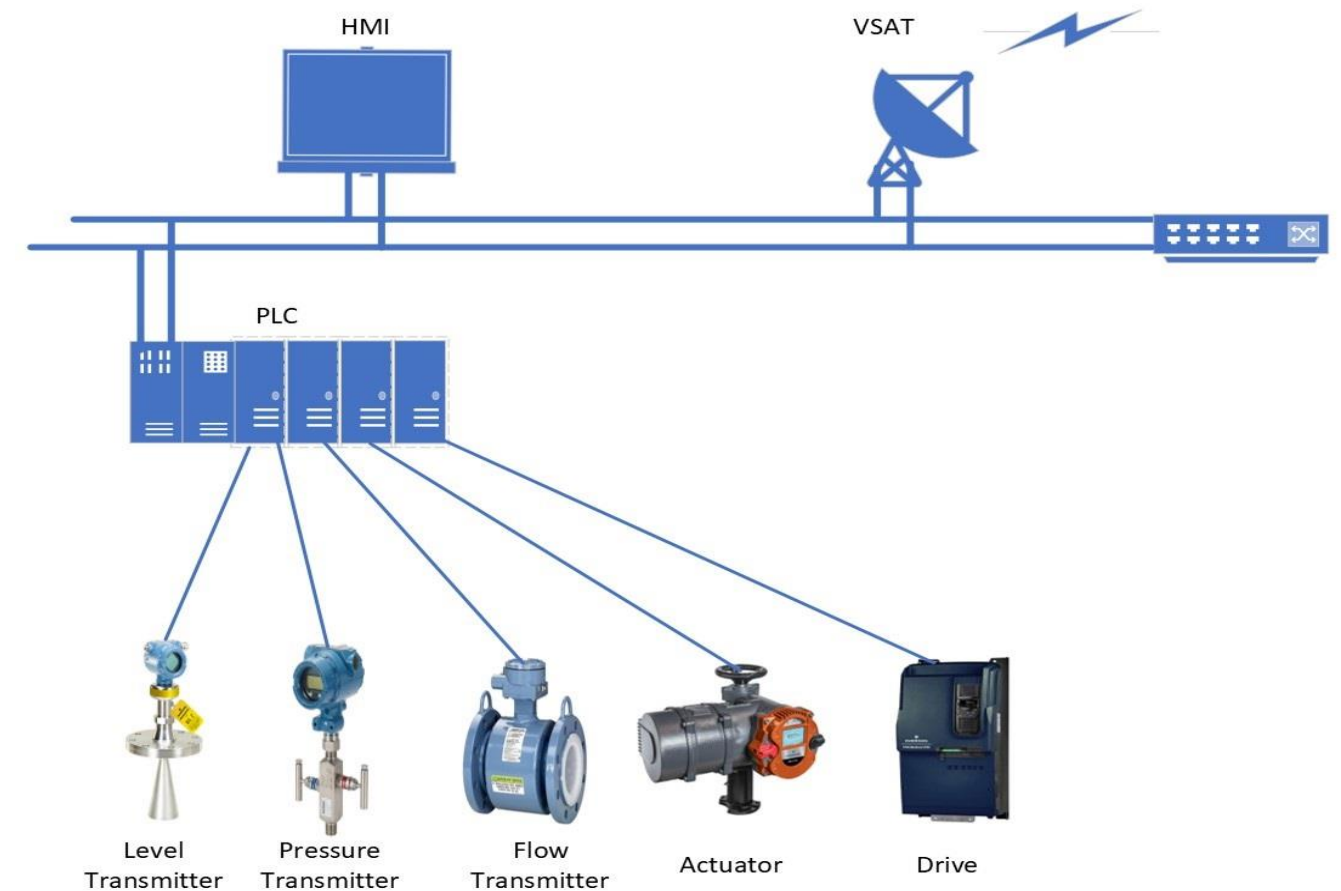 HMI
VSAT
PLC
Level
Transmitter
Pressure
Transmitter
Flow
Transmitter
Actuator
Drive